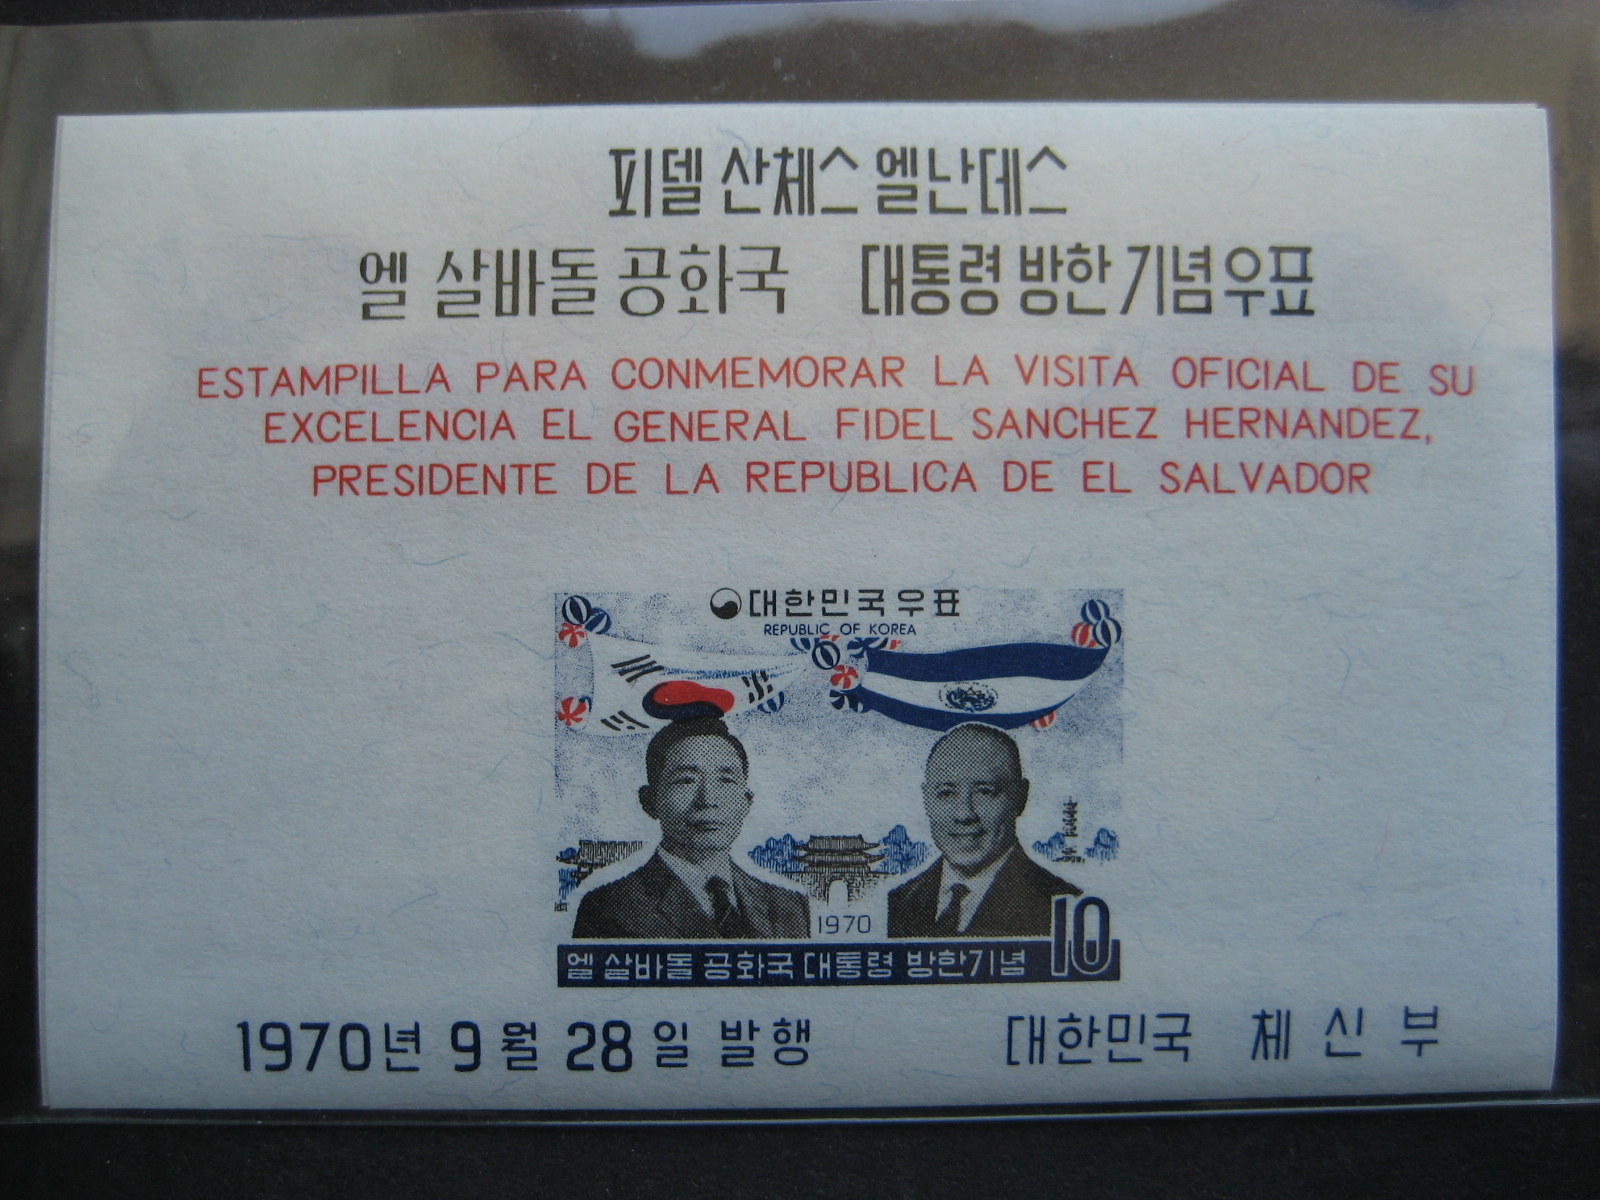 피델 산체스 엘난데스
엘 살바돌 공화국 대통령 방한 기념우표
ESTAMPILLA PARA CONMEMORAR LA VISITA OFICIAL DE SU
EXCELENCIA EL GENERAL FIDEL SANCHEZ HERNANDEZ,
PRESIDENTE DE LA REPUBLICA DE EL SALVADOR
대한민국우표
REPUBLIC OF KOREA
1970
엘 살바돌 공화국 대통령 방한기념 10
1970년 9월 28일 발행 대한민국 체신부